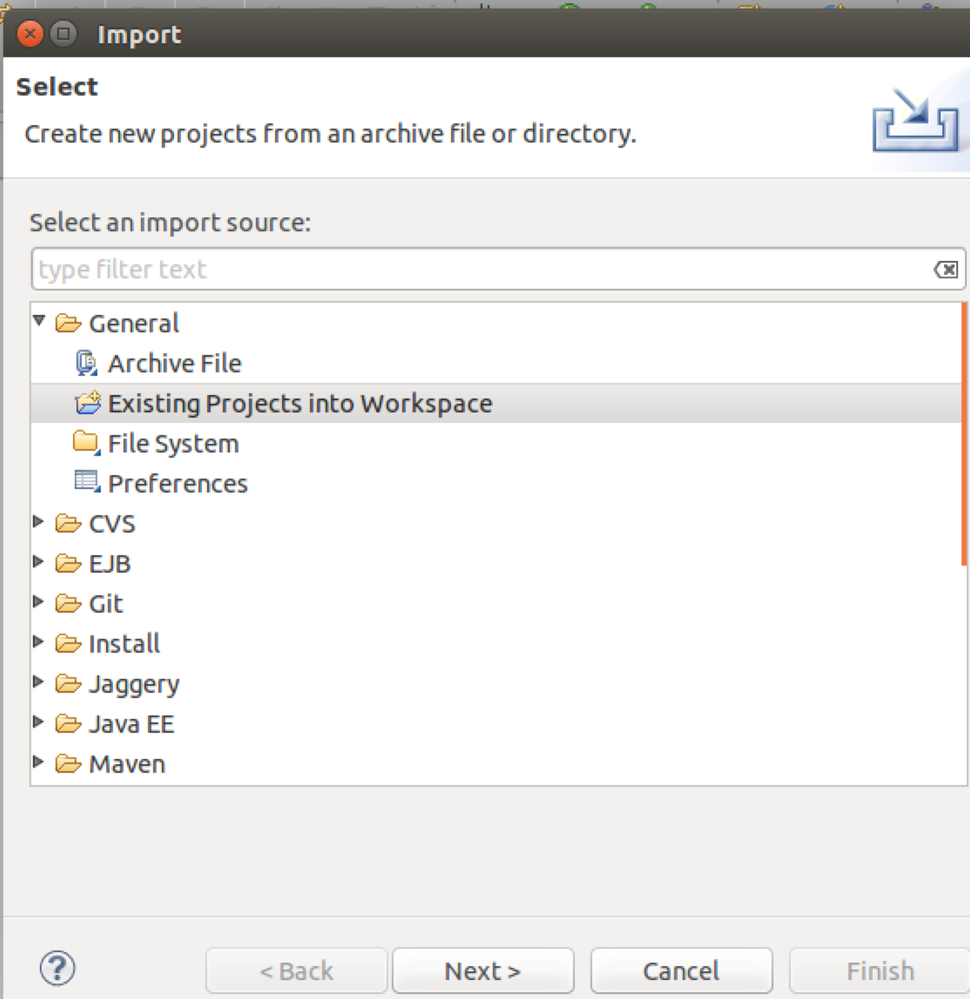 Import
Select
Create new projects from an archive file or directory.
Select an import source:
type filter text
General
Archive File
Existing Projects into Workspace
File System
Preferences
CVS
EJB
Git
Install
Jaggery
Java EE
Maven
?
< Back
Next >
Cancel
Finish